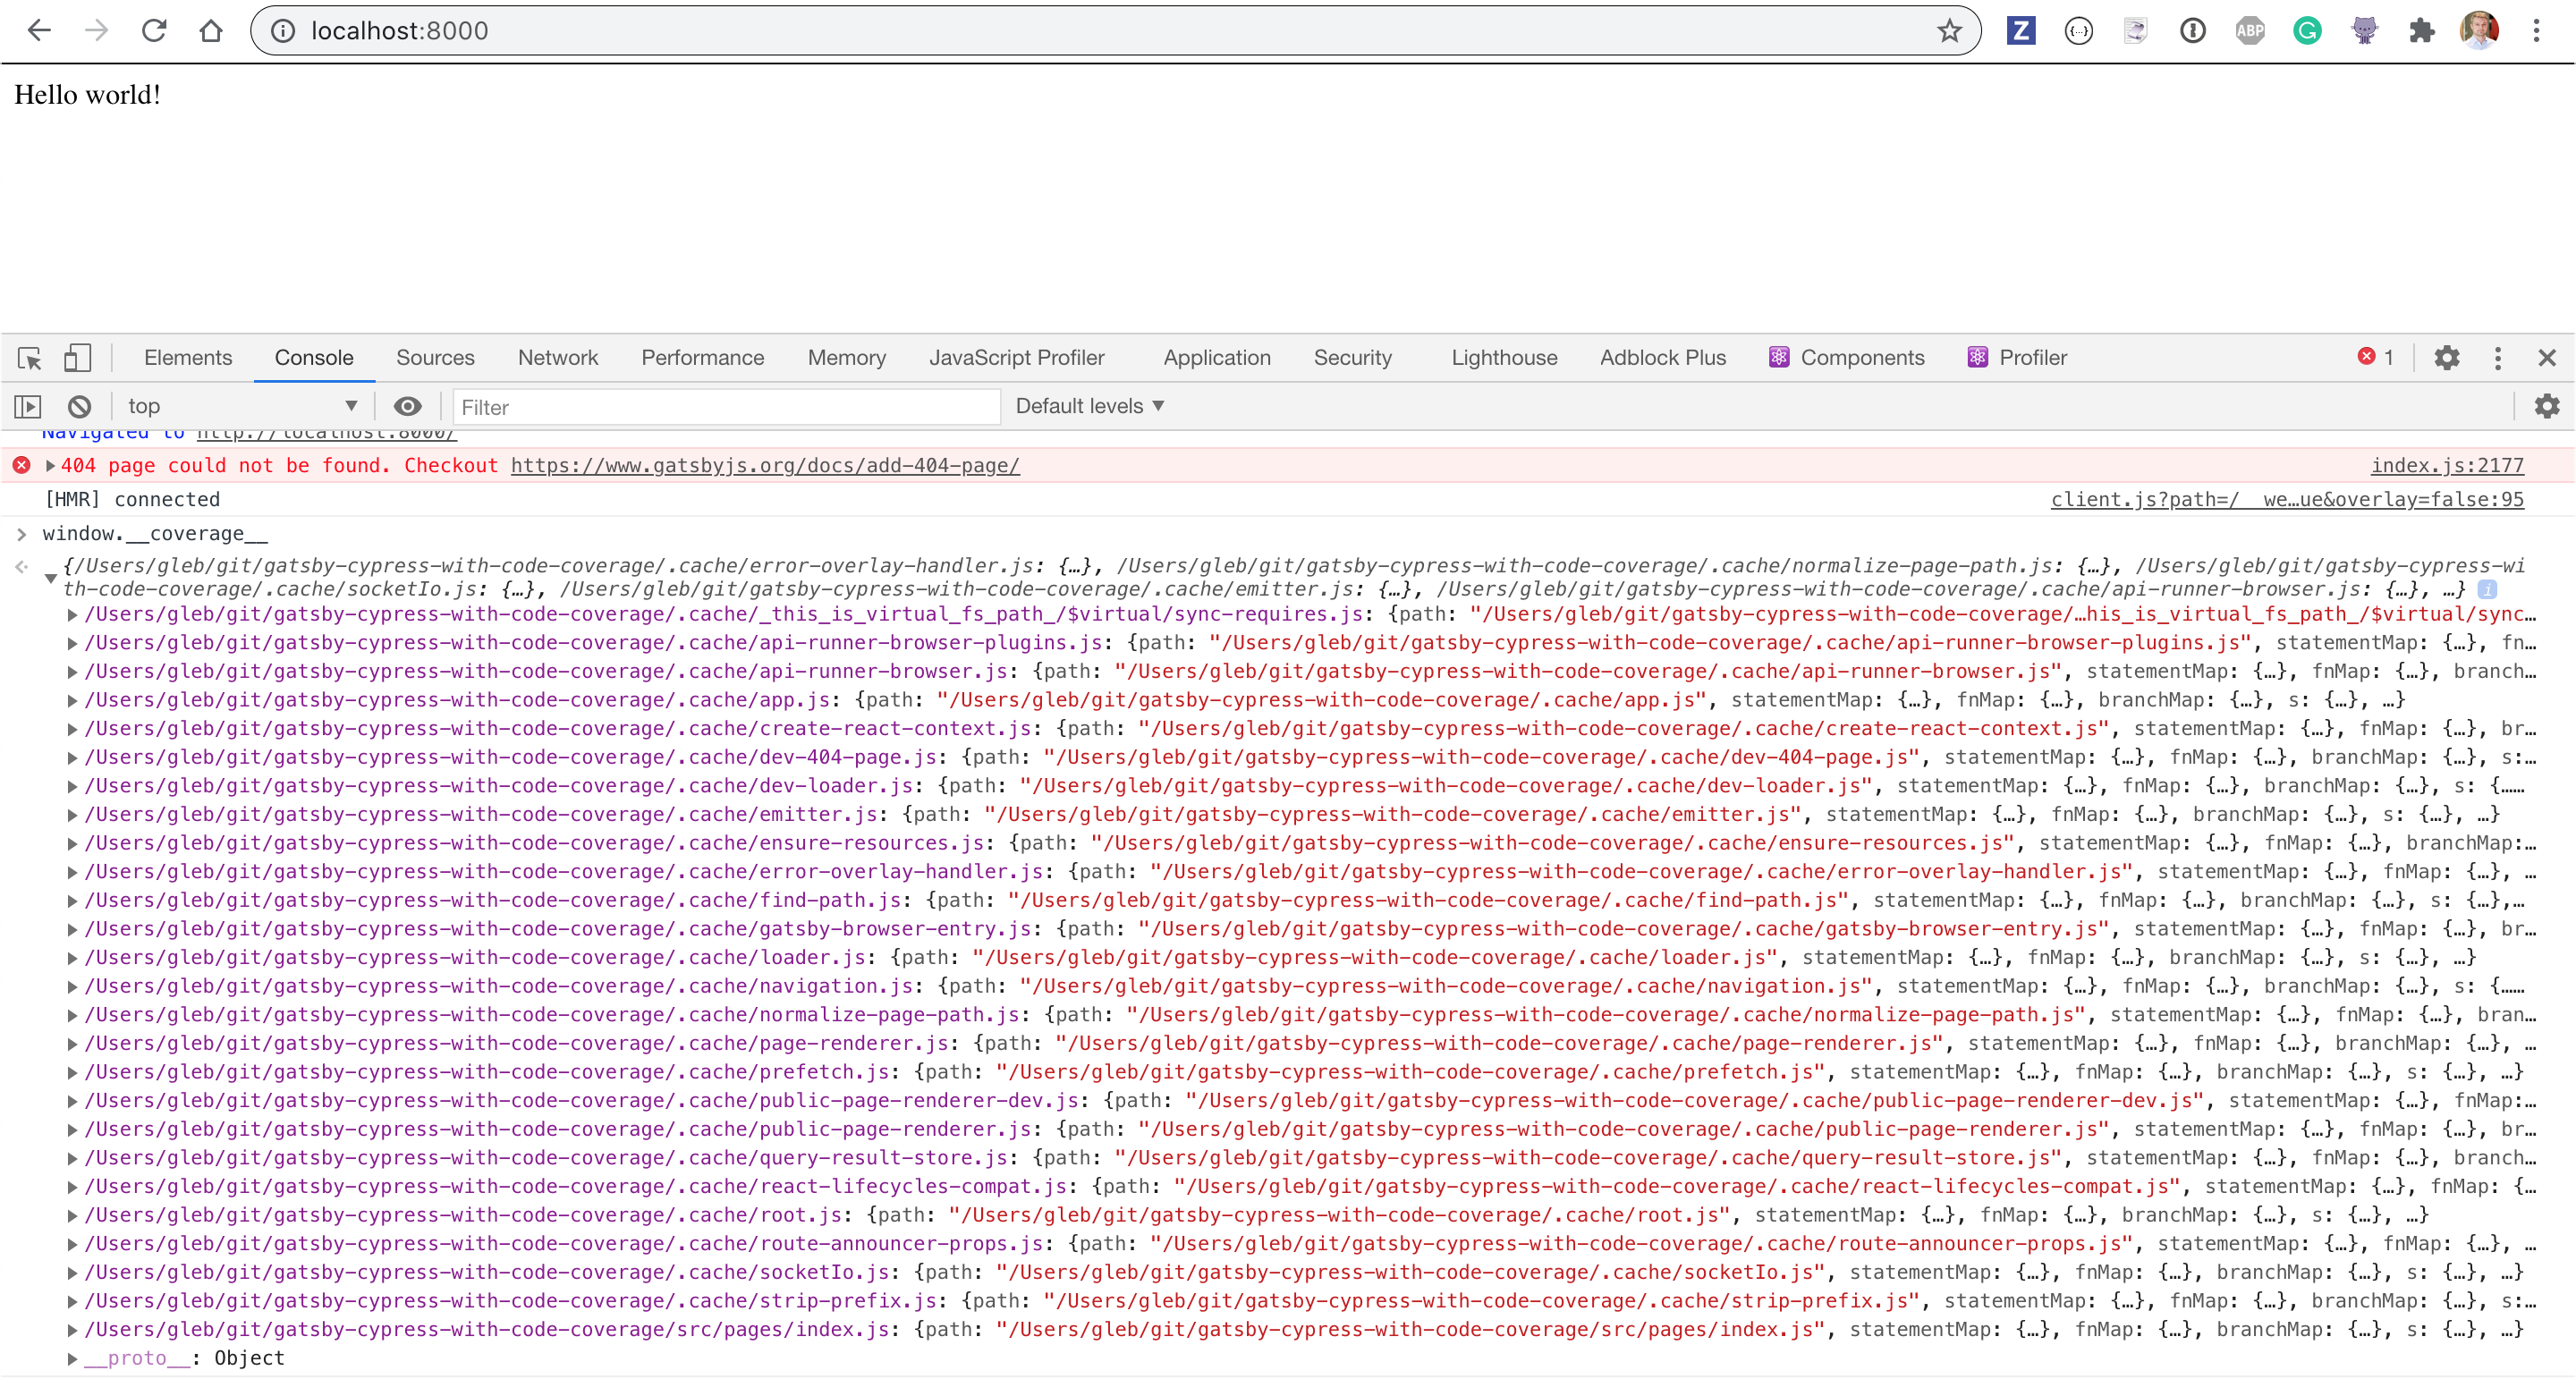 localhost:8000
Z {···} ABP G
Hello world!
Elements Console Sources Network Performance Memory JavaScript Profiler Application Security Lighthouse Adblock Plus Components Profiler 1
top Filter Default levels
Navigated to http://localhost:8000/
404 page could not be found. Checkout https://www.gatsbyjs.org/docs/add-404-page/ index.js:2177
[HMR] connected client.js?path=/__we…ue&overlay=false:95
window.__coverage__
{/Users/gleb/git/gatsby-cypress-with-code-coverage/.cache/error-overlay-handler.js: {…}, /Users/gleb/git/gatsby-cypress-with-code-coverage/.cache/normalize-page-path.js: {…}, /Users/gleb/git/gatsby-cypress-wi
th-code-coverage/.cache/socketIo.js: {…}, /Users/gleb/git/gatsby-cypress-with-code-coverage/.cache/emitter.js: {…}, /Users/gleb/git/gatsby-cypress-with-code-coverage/.cache/api-runner-browser.js: {…}, …} i
/Users/gleb/git/gatsby-cypress-with-code-coverage/.cache/_this_is_virtual_fs_path_/$virtual/sync-requires.js: {path: "/Users/gleb/git/gatsby-cypress-with-code-coverage/…his_is_virtual_fs_path_/$virtual/sync…
/Users/gleb/git/gatsby-cypress-with-code-coverage/.cache/api-runner-browser-plugins.js: {path: "/Users/gleb/git/gatsby-cypress-with-code-coverage/.cache/api-runner-browser-plugins.js", statementMap: {…}, fn…
/Users/gleb/git/gatsby-cypress-with-code-coverage/.cache/api-runner-browser.js: {path: "/Users/gleb/git/gatsby-cypress-with-code-coverage/.cache/api-runner-browser.js", statementMap: {…}, fnMap: {…}, branch…
/Users/gleb/git/gatsby-cypress-with-code-coverage/.cache/app.js: {path: "/Users/gleb/git/gatsby-cypress-with-code-coverage/.cache/app.js", statementMap: {…}, fnMap: {…}, branchMap: {…}, s: {…}, …}
/Users/gleb/git/gatsby-cypress-with-code-coverage/.cache/create-react-context.js: {path: "/Users/gleb/git/gatsby-cypress-with-code-coverage/.cache/create-react-context.js", statementMap: {…}, fnMap: {…}, br…
/Users/gleb/git/gatsby-cypress-with-code-coverage/.cache/dev-404-page.js: {path: "/Users/gleb/git/gatsby-cypress-with-code-coverage/.cache/dev-404-page.js", statementMap: {…}, fnMap: {…}, branchMap: {…}, s:…
/Users/gleb/git/gatsby-cypress-with-code-coverage/.cache/dev-loader.js: {path: "/Users/gleb/git/gatsby-cypress-with-code-coverage/.cache/dev-loader.js", statementMap: {…}, fnMap: {…}, branchMap: {…}, s: {……
/Users/gleb/git/gatsby-cypress-with-code-coverage/.cache/emitter.js: {path: "/Users/gleb/git/gatsby-cypress-with-code-coverage/.cache/emitter.js", statementMap: {…}, fnMap: {…}, branchMap: {…}, s: {…}, …}
/Users/gleb/git/gatsby-cypress-with-code-coverage/.cache/ensure-resources.js: {path: "/Users/gleb/git/gatsby-cypress-with-code-coverage/.cache/ensure-resources.js", statementMap: {…}, fnMap: {…}, branchMap:…
/Users/gleb/git/gatsby-cypress-with-code-coverage/.cache/error-overlay-handler.js: {path: "/Users/gleb/git/gatsby-cypress-with-code-coverage/.cache/error-overlay-handler.js", statementMap: {…}, fnMap: {…}, …
/Users/gleb/git/gatsby-cypress-with-code-coverage/.cache/find-path.js: {path: "/Users/gleb/git/gatsby-cypress-with-code-coverage/.cache/find-path.js", statementMap: {…}, fnMap: {…}, branchMap: {…}, s: {…},…
/Users/gleb/git/gatsby-cypress-with-code-coverage/.cache/gatsby-browser-entry.js: {path: "/Users/gleb/git/gatsby-cypress-with-code-coverage/.cache/gatsby-browser-entry.js", statementMap: {…}, fnMap: {…}, br…
/Users/gleb/git/gatsby-cypress-with-code-coverage/.cache/loader.js: {path: "/Users/gleb/git/gatsby-cypress-with-code-coverage/.cache/loader.js", statementMap: {…}, fnMap: {…}, branchMap: {…}, s: {…}, …}
/Users/gleb/git/gatsby-cypress-with-code-coverage/.cache/navigation.js: {path: "/Users/gleb/git/gatsby-cypress-with-code-coverage/.cache/navigation.js", statementMap: {…}, fnMap: {…}, branchMap: {…}, s: {……
/Users/gleb/git/gatsby-cypress-with-code-coverage/.cache/normalize-page-path.js: {path: "/Users/gleb/git/gatsby-cypress-with-code-coverage/.cache/normalize-page-path.js", statementMap: {…}, fnMap: {…}, bran…
/Users/gleb/git/gatsby-cypress-with-code-coverage/.cache/page-renderer.js: {path: "/Users/gleb/git/gatsby-cypress-with-code-coverage/.cache/page-renderer.js", statementMap: {…}, fnMap: {…}, branchMap: {…}, …
/Users/gleb/git/gatsby-cypress-with-code-coverage/.cache/prefetch.js: {path: "/Users/gleb/git/gatsby-cypress-with-code-coverage/.cache/prefetch.js", statementMap: {…}, fnMap: {…}, branchMap: {…}, s: {…}, …}
/Users/gleb/git/gatsby-cypress-with-code-coverage/.cache/public-page-renderer-dev.js: {path: "/Users/gleb/git/gatsby-cypress-with-code-coverage/.cache/public-page-renderer-dev.js", statementMap: {…}, fnMap:…
/Users/gleb/git/gatsby-cypress-with-code-coverage/.cache/public-page-renderer.js: {path: "/Users/gleb/git/gatsby-cypress-with-code-coverage/.cache/public-page-renderer.js", statementMap: {…}, fnMap: {…}, br…
/Users/gleb/git/gatsby-cypress-with-code-coverage/.cache/query-result-store.js: {path: "/Users/gleb/git/gatsby-cypress-with-code-coverage/.cache/query-result-store.js", statementMap: {…}, fnMap: {…}, branch…
/Users/gleb/git/gatsby-cypress-with-code-coverage/.cache/react-lifecycles-compat.js: {path: "/Users/gleb/git/gatsby-cypress-with-code-coverage/.cache/react-lifecycles-compat.js", statementMap: {…}, fnMap: {…
/Users/gleb/git/gatsby-cypress-with-code-coverage/.cache/root.js: {path: "/Users/gleb/git/gatsby-cypress-with-code-coverage/.cache/root.js", statementMap: {…}, fnMap: {…}, branchMap: {…}, s: {…}, …}
/Users/gleb/git/gatsby-cypress-with-code-coverage/.cache/route-announcer-props.js: {path: "/Users/gleb/git/gatsby-cypress-with-code-coverage/.cache/route-announcer-props.js", statementMap: {…}, fnMap: {…}, …
/Users/gleb/git/gatsby-cypress-with-code-coverage/.cache/socketIo.js: {path: "/Users/gleb/git/gatsby-cypress-with-code-coverage/.cache/socketIo.js", statementMap: {…}, fnMap: {…}, branchMap: {…}, s: {…}, …}
/Users/gleb/git/gatsby-cypress-with-code-coverage/.cache/strip-prefix.js: {path: "/Users/gleb/git/gatsby-cypress-with-code-coverage/.cache/strip-prefix.js", statementMap: {…}, fnMap: {…}, branchMap: {…}, s:…
/Users/gleb/git/gatsby-cypress-with-code-coverage/src/pages/index.js: {path: "/Users/gleb/git/gatsby-cypress-with-code-coverage/src/pages/index.js", statementMap: {…}, fnMap: {…}, branchMap: {…}, s: {…}, …}
__proto__: Object